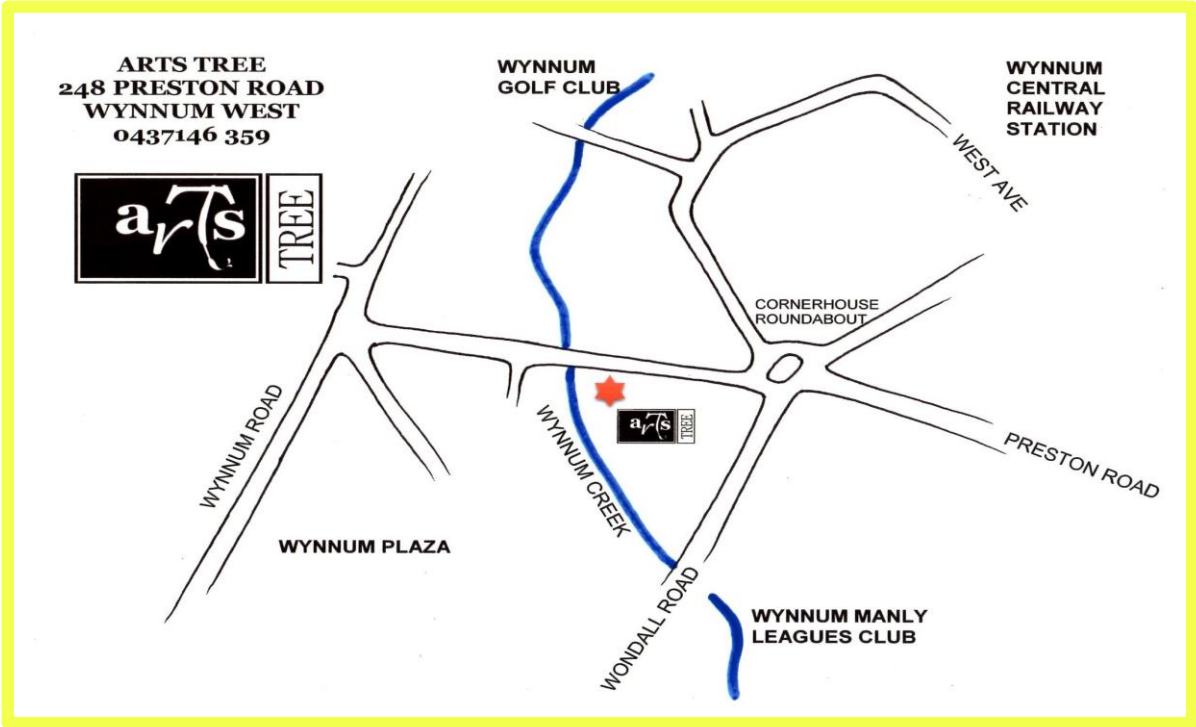 ARTS TREE
248 PRESTON ROAD
WYNNUM WEST
0437146 359
arTs
TREE
WYNNUM
GOLF CLUB
WYNNUM
CENTRAL
RAILWAY
STATION
WEST AVE
CORNERHOUSE
ROUNDABOUT
WYNNUM ROAD
WYNNUM CREEK
arTs
TREE
PRESTON ROAD
WYNNUM PLAZA
WONDALL ROAD
WYNNUM MANLY
LEAGUES CLUB